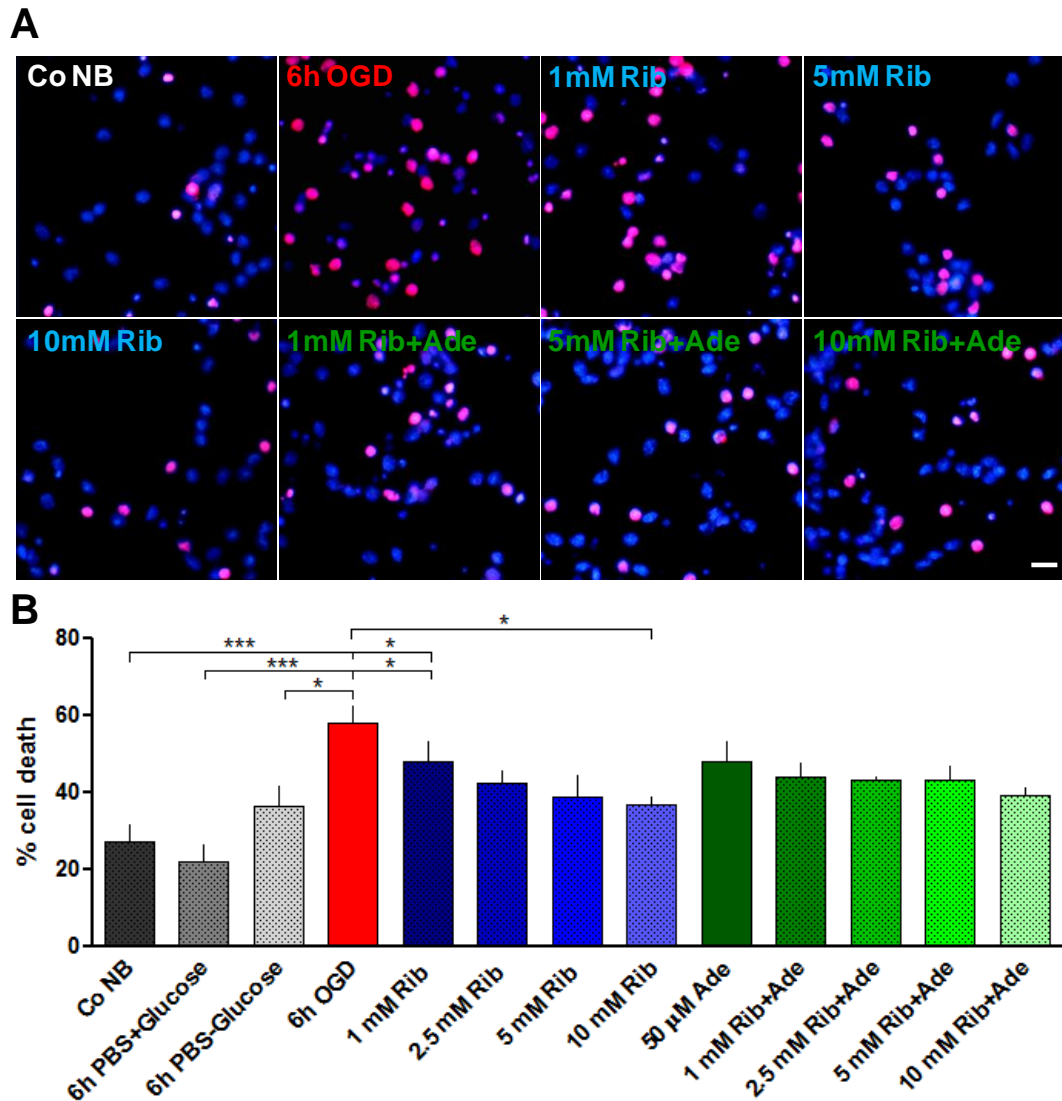 A
Co NB 6h OGD 1mM Rib 5mM Rib
10mM Rib 1mM Rib+Ade 5mM Rib+Ade 10mM Rib+Ade
B
% cell death
80
60
40
20
0
*
*** *
*** *
*
Co NB
6h PBS+Glucose
6h PBS-Glucose
6h OGD
1 mM Rib
2.5 mM Rib
5 mM Rib
10 mM Rib
50 µM Ade
1 mM Rib+Ade
2.5 mM Rib+Ade
5 mM Rib+Ade
10 mM Rib+Ade